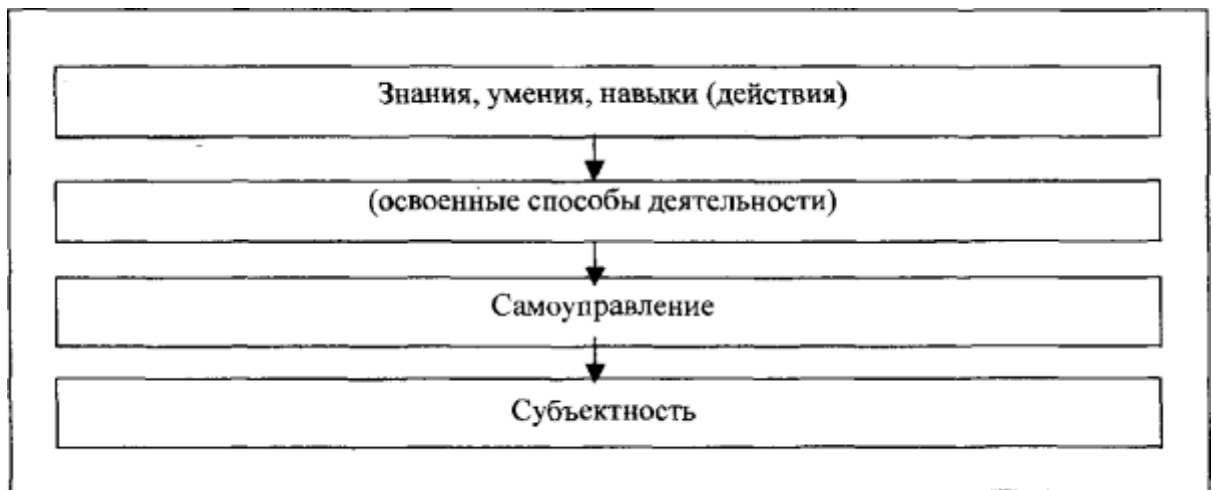 Знания, умения, навыки (действия)
(освоенные способы деятельности)
Самоуправление
Субъектность